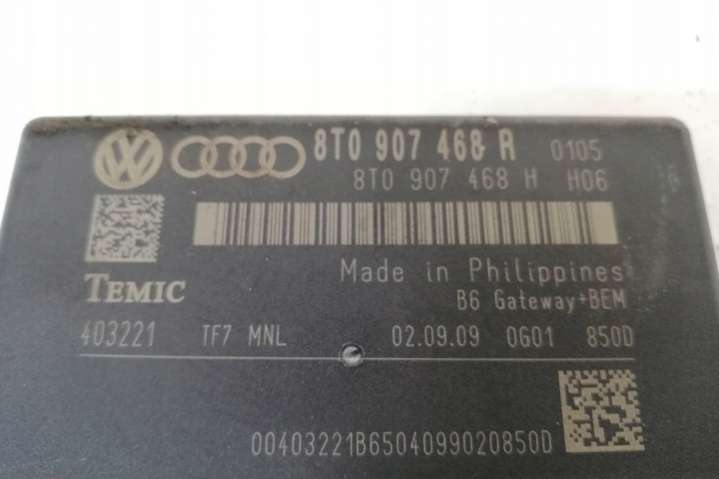 8T0 907 468 R 0105
8T0 907 468 H H06
TEMIC
Made in Philippines
B6 Gateway+BEM
403221 TF7 MNL 02.09.09 0G01 850D
00403221B6504099020850D